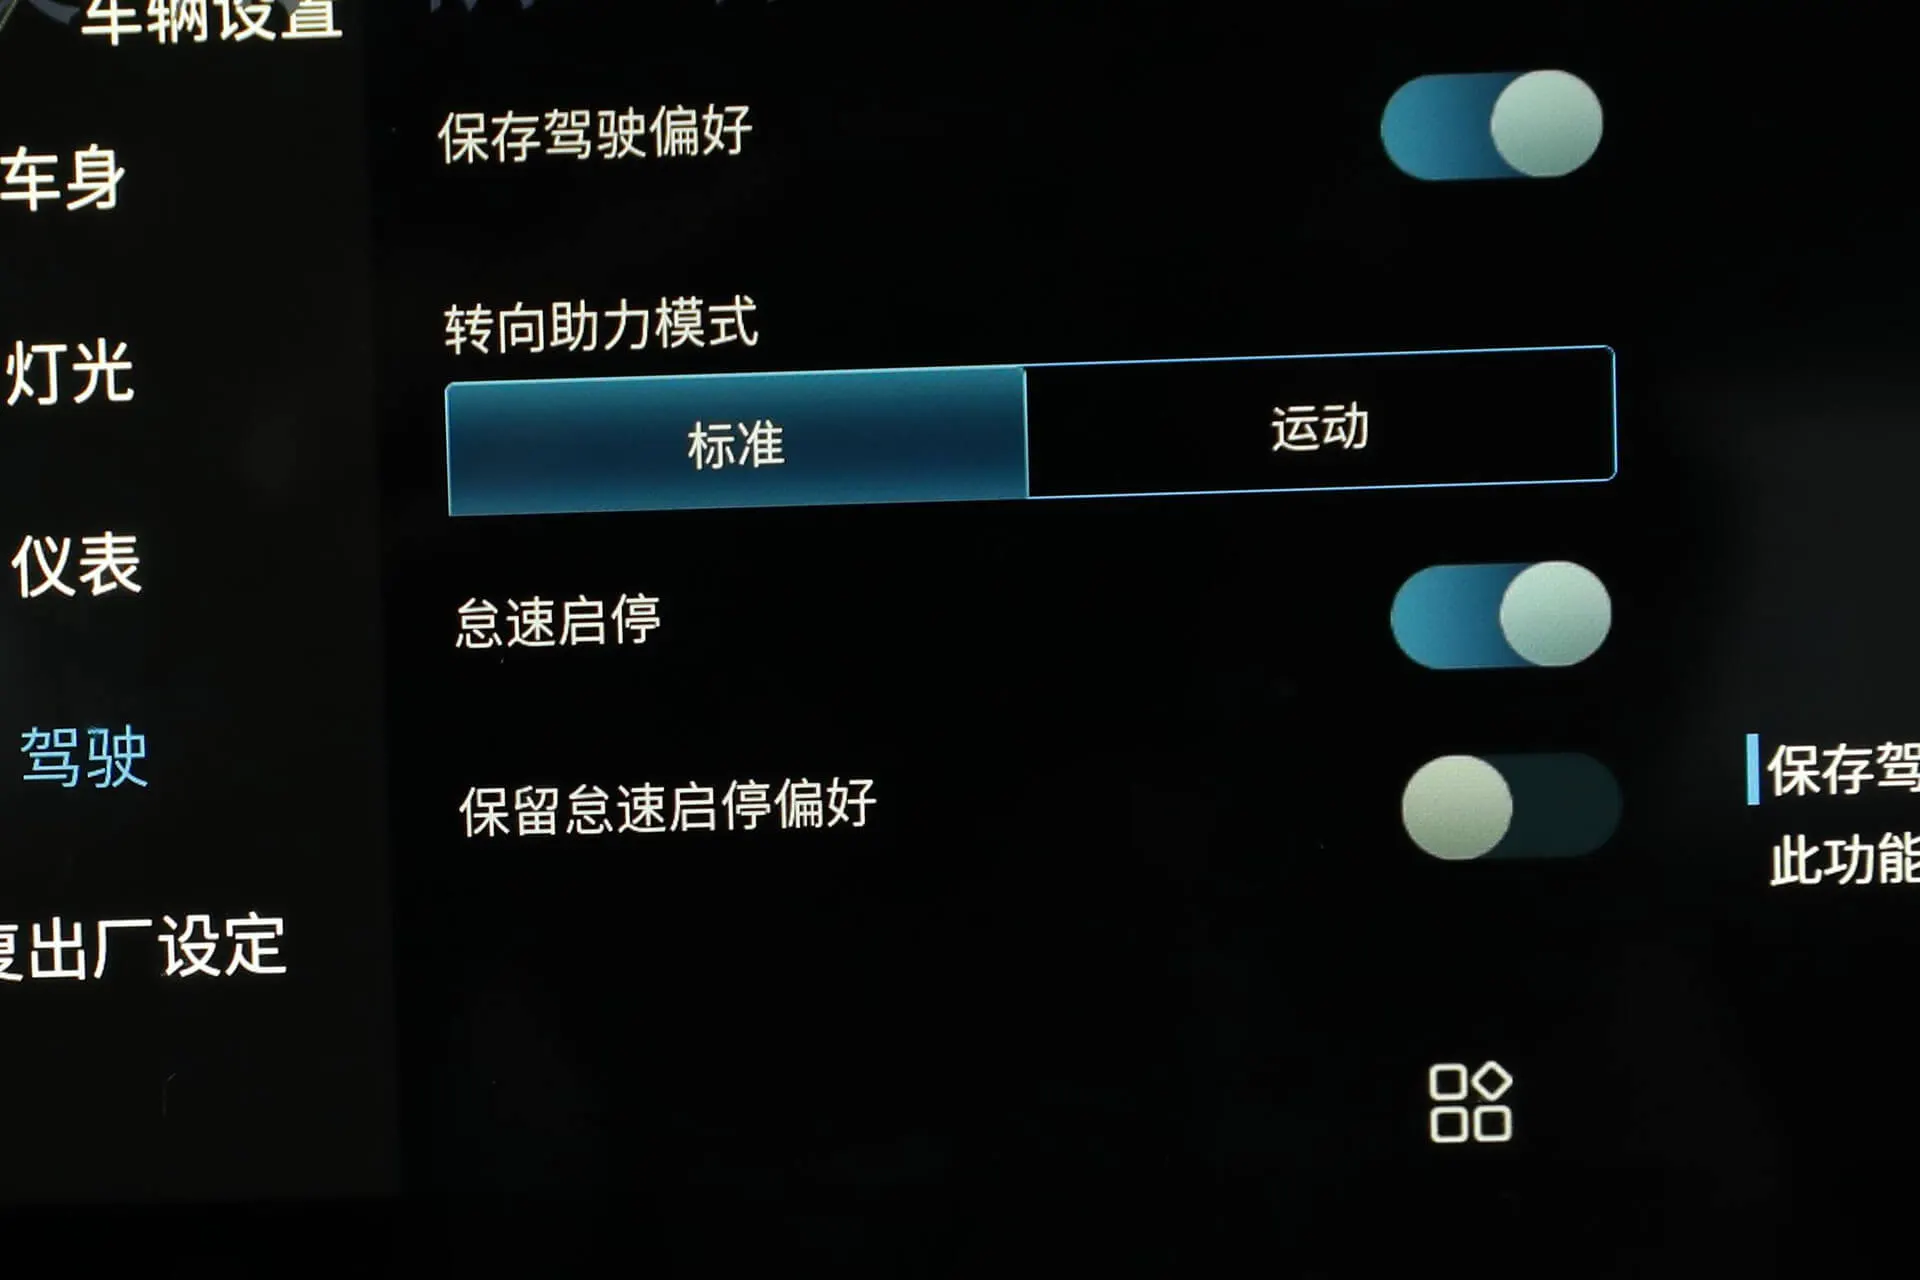 车辆设置
车身
灯光
仪表
驾驶
复出厂设定
保存驾驶偏好
转向助力模式
标准
运动
怠速启停
保留怠速启停偏好
保存驾
此功能